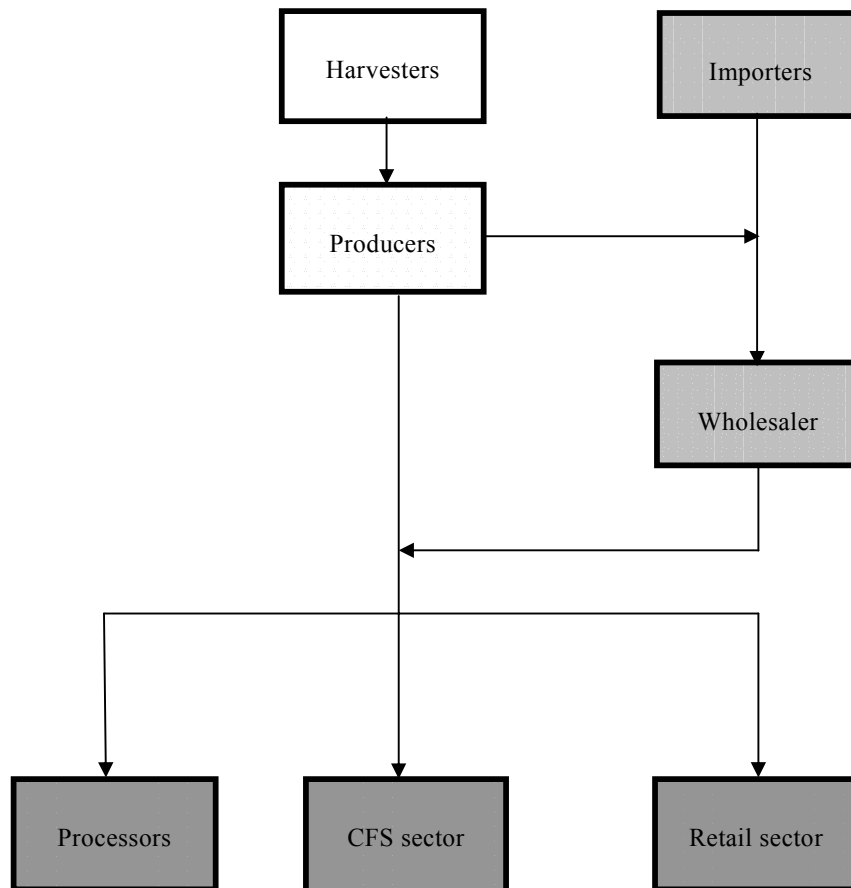 Harvesters
Importers
Producers
Wholesaler
Processors
CFS sector
Retail sector